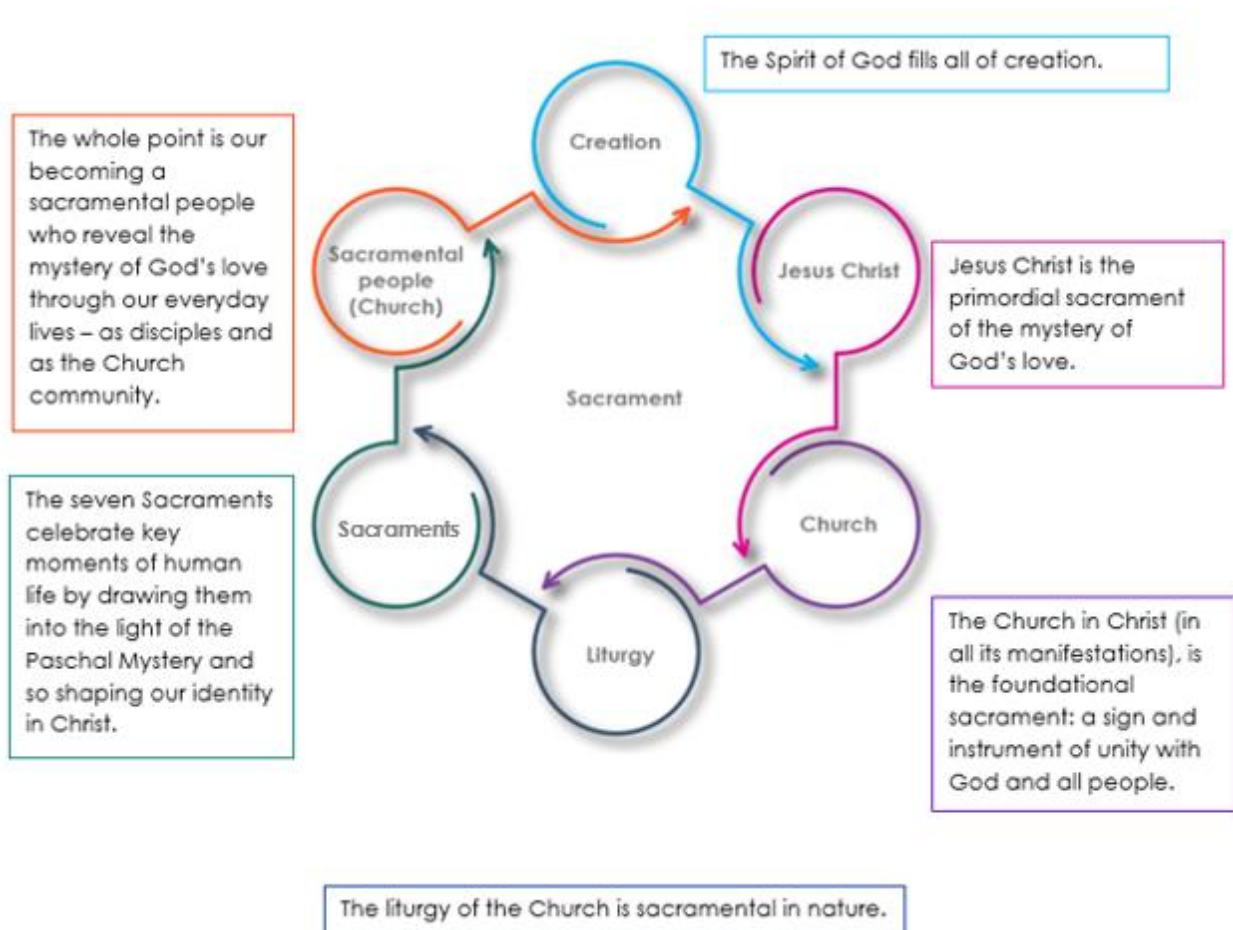 The Spirit of God fills all of creation.
Creation
The whole point is our
becoming a
sacramental people
who reveal the
mystery of God's love
through our everyday
lives – as disciples and
as the Church
community.
Sacramental
people
(Church)
Jesus Christ
Jesus Christ is the
primordial sacrament
of the mystery of
God's love.
Sacrament
The seven Sacraments
celebrate key
moments of human
life by drawing them
into the light of the
Paschal Mystery and
so shaping our identity
in Christ.
Sacraments
Church
Liturgy
The Church in Christ (in
all its manifestations), is
the foundational
sacrament: a sign and
instrument of unity with
God and all people.
The liturgy of the Church is sacramental in nature.